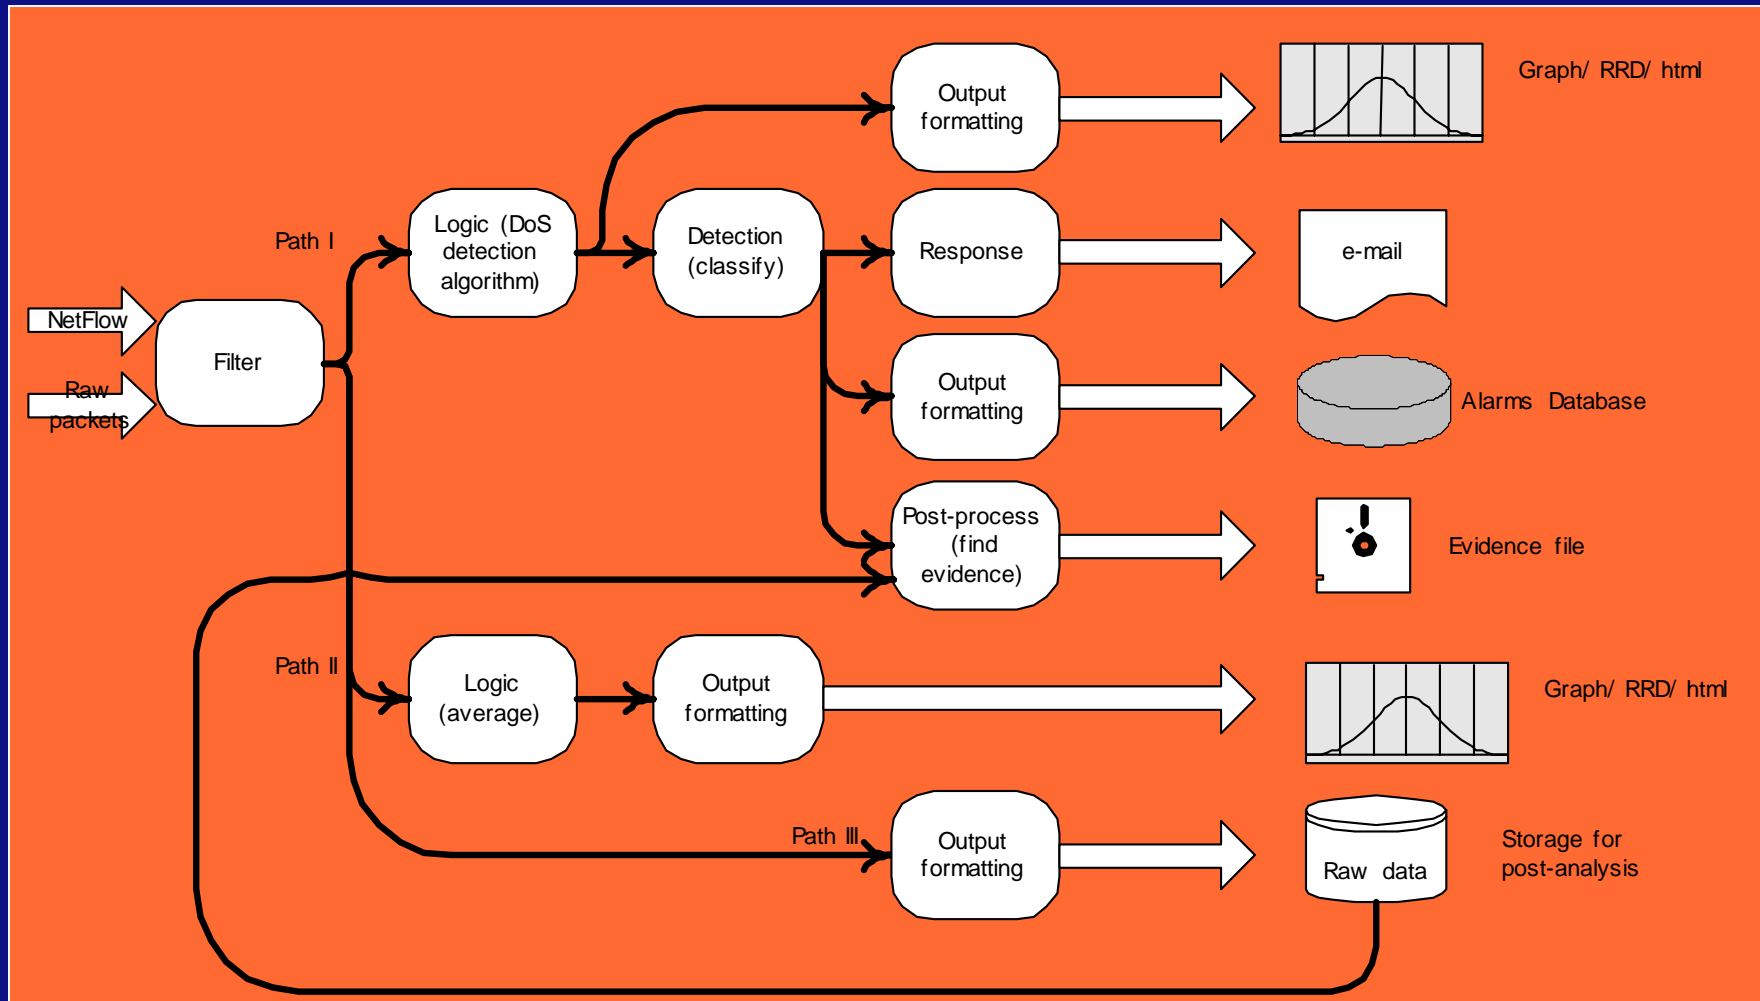 Output
formatting
Graph/ RRD/ html
Path I
Logic (DoS
detection
algorithm)
Detection
(classify)
Response
e-mail
NetFlow
Filter
Raw
packets
Output
formatting
Alarms Database
Post-process
(find
evidence)
Evidence file
Path II
Logic
(average)
Output
formatting
Graph/ RRD/ html
Path III
Output
formatting
Raw data
Storage for
post-analysis